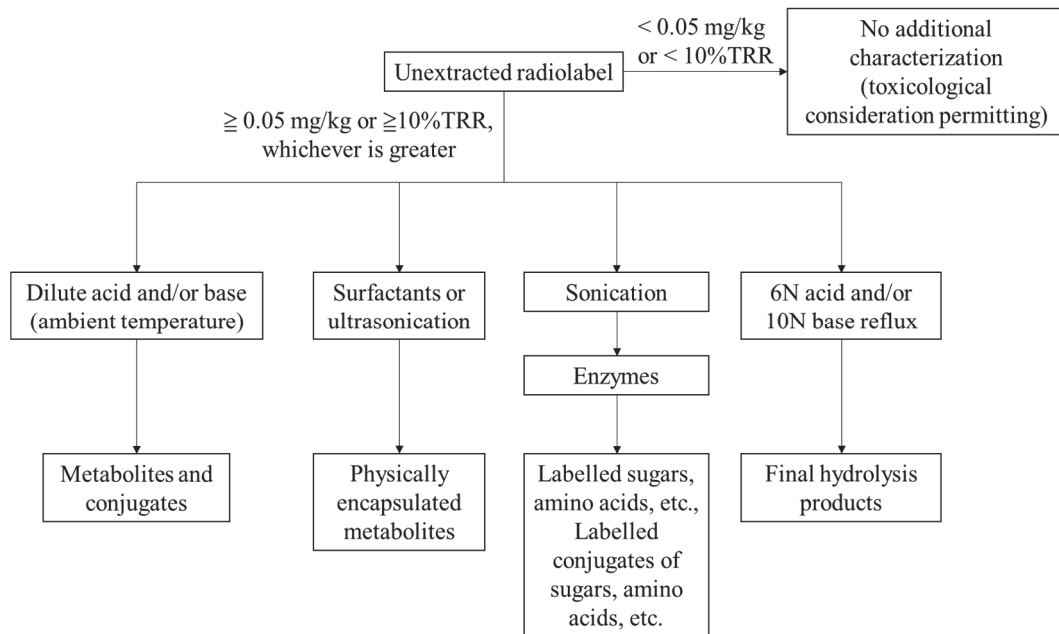 < 0.05 mg/kg
or < 10%TRR
No additional
characterization
(toxicological
consideration permitting)
Unextracted radiolabel
≧ 0.05 mg/kg or ≧10%TRR,
whichever is greater
Dilute acid and/or base
(ambient temperature)
Surfactants or
ultrasonication
Sonication
6N acid and/or
10N base reflux
Enzymes
Metabolites and
conjugates
Physically
encapsulated
metabolites
Labelled sugars,
amino acids, etc.,
Labelled
conjugates of
sugars, amino
acids, etc.
Final hydrolysis
products